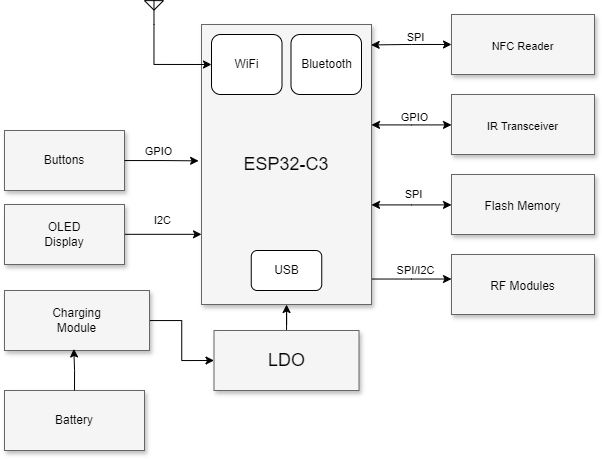 WiFi
Bluetooth
SPI
NFC Reader
GPIO
IR Transceiver
Buttons
GPIO
ESP32-C3
SPI
Flash Memory
OLED
Display
I2C
USB
SPI/I2C
RF Modules
Charging
Module
LDO
Battery